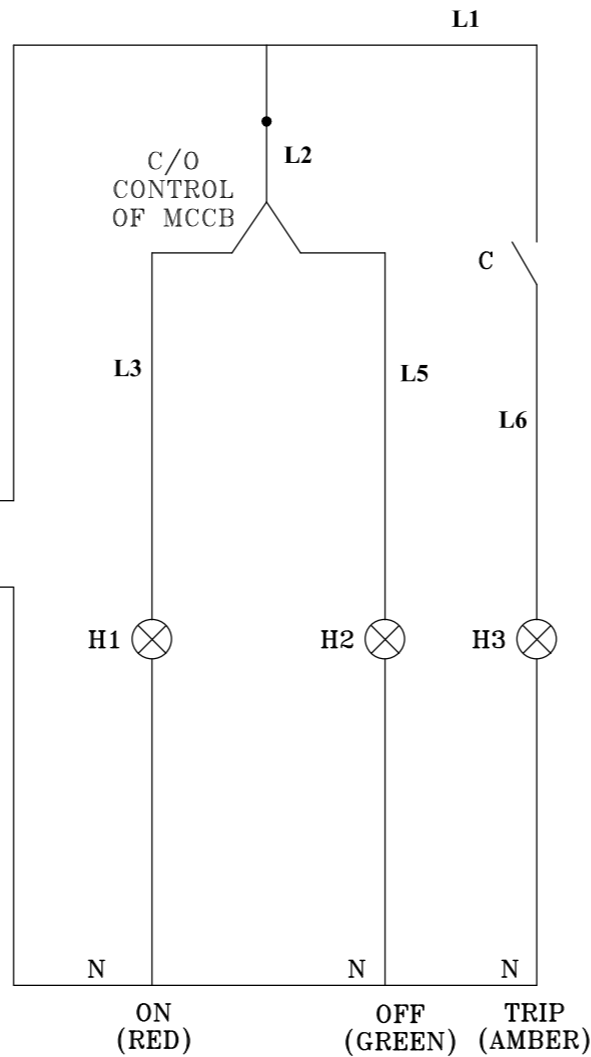 L1
L2
C/O
CONTROL
OF MCCB
C
L3
L5
L6
H1
H2
H3
N
N
N
ON
(RED)
OFF
(GREEN)
TRIP
(AMBER)